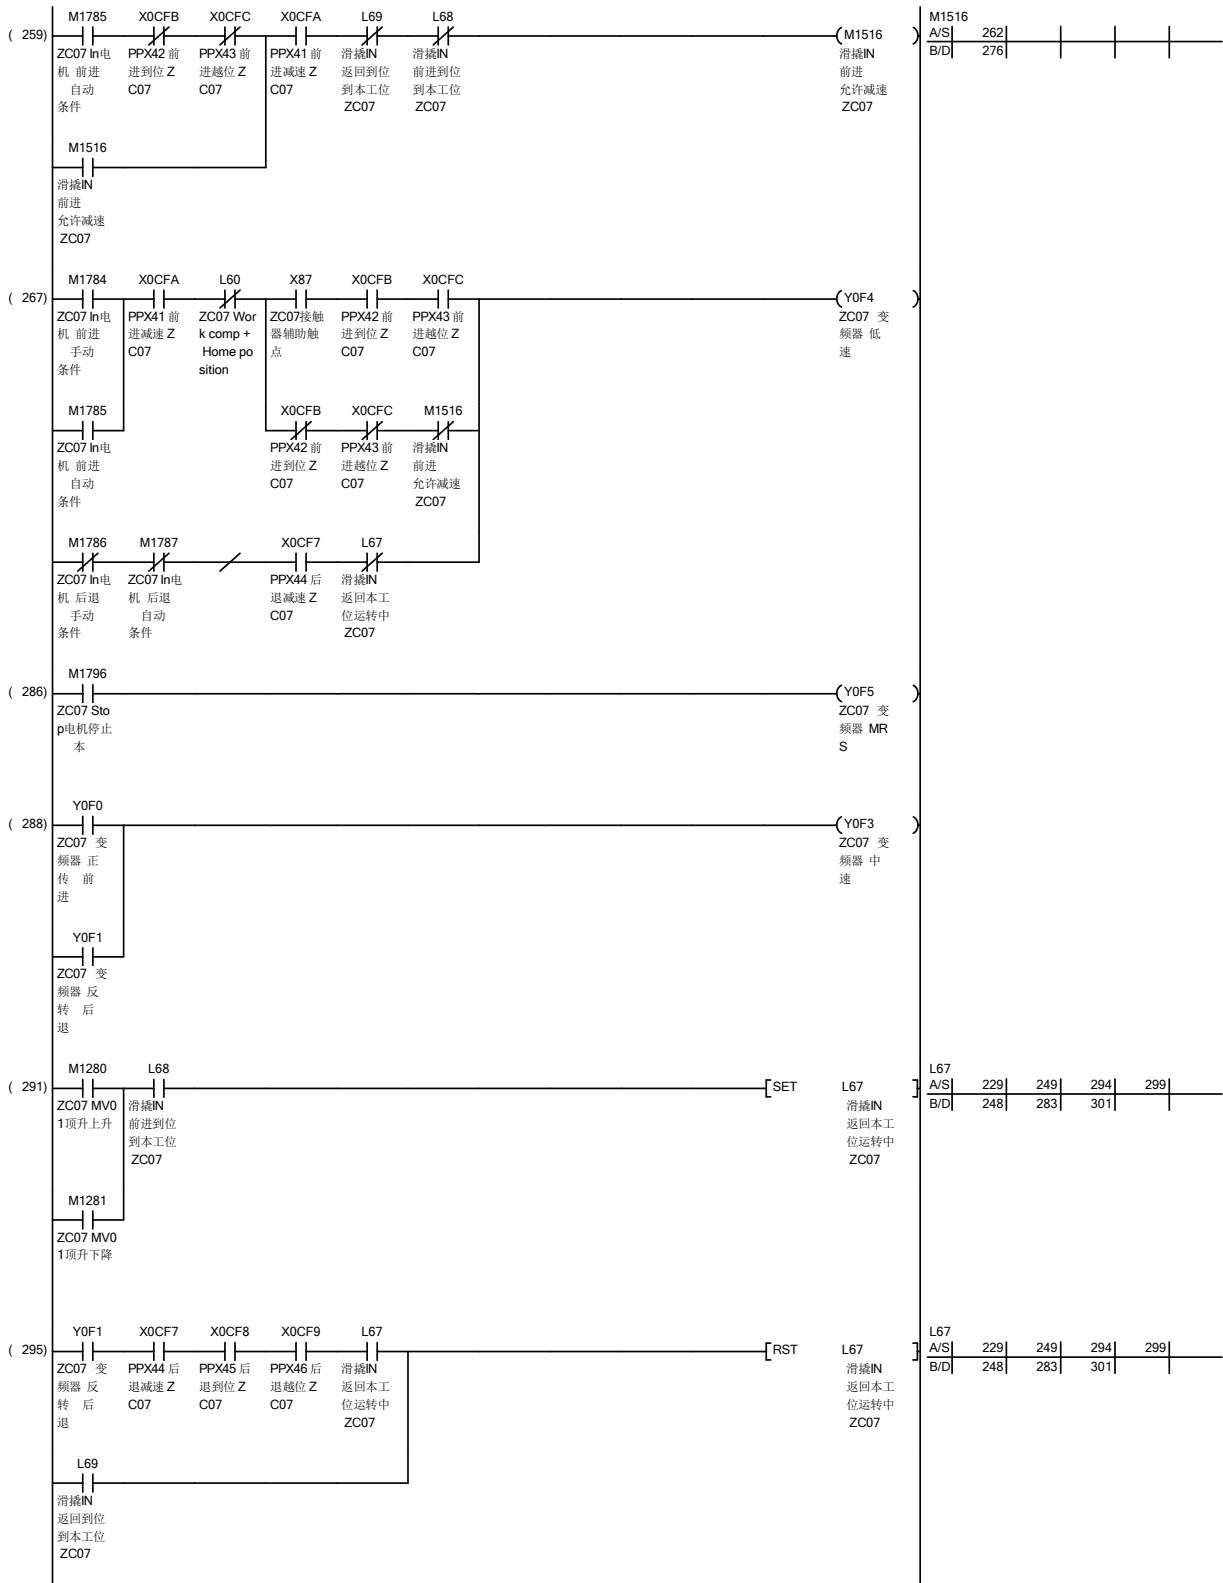 M1785 X0CFB X0CFC X0CFA L69 L68 M1516
( 259) (M1516 ) A/S 262
ZC07 In电 PPX42 前 PPX43 前 PPX41 前 滑撬IN 滑撬IN 滑撬IN B/D 276
机 前进 进到位 Z 进越位 Z 进减速 Z 返回到位 前进到位 前进
自动 C07 C07 C07 到本工位 到本工位 允许减速
条件 ZC07 ZC07 ZC07
M1516
滑撬IN
前进
允许减速
ZC07
M1784 X0CFA L60 X87 X0CFB X0CFC
( 267) (Y0F4 )
ZC07 In电 PPX41 前 ZC07 Wor ZC07接触 PPX42 前 PPX43 前 ZC07 变
机 前进 进减速 Z k comp + 器辅助触 进到位 Z 进越位 Z 频器 低
手动 C07 Home po 点 C07 C07 速
条件 sition
M1785 X0CFB X0CFC M1516
ZC07 In电 PPX42 前 PPX43 前 滑撬IN
机 前进 进到位 Z 进越位 Z 前进
自动 C07 C07 允许减速
条件 ZC07
M1786 M1787 X0CF7 L67
ZC07 In电 ZC07 In电 PPX44 后 滑撬IN
机 后退 机 后退 退减速 Z 返回本工
手动 自动 C07 位运转中
条件 条件 ZC07
M1796
( 286) (Y0F5 )
ZC07 Sto ZC07 变
p电机停止 频器 MR
本 S
Y0F0
( 288) (Y0F3 )
ZC07 变 ZC07 变
频器 正 频器 中
传 前 速
进
Y0F1
ZC07 变
频器 反
转 后
退
M1280 L68 L67
( 291) [SET L67 ] A/S 229 249 294 299
ZC07 MV0 滑撬IN 滑撬IN B/D 248 283 301
1顶升上升 前进到位 返回本工
到本工位 位运转中
ZC07 ZC07
M1281
ZC07 MV0
1顶升下降
Y0F1 X0CF7 X0CF8 X0CF9 L67 L67
( 295) [RST L67 ] A/S 229 249 294 299
ZC07 变 PPX44 后 PPX45 后 PPX46 后 滑撬IN 滑撬IN B/D 248 283 301
频器 反 退减速 Z 退到位 Z 退越位 Z 返回本工 返回本工
转 后 C07 C07 C07 位运转中 位运转中
退 ZC07 ZC07
L69
滑撬IN
返回到位
到本工位
ZC07